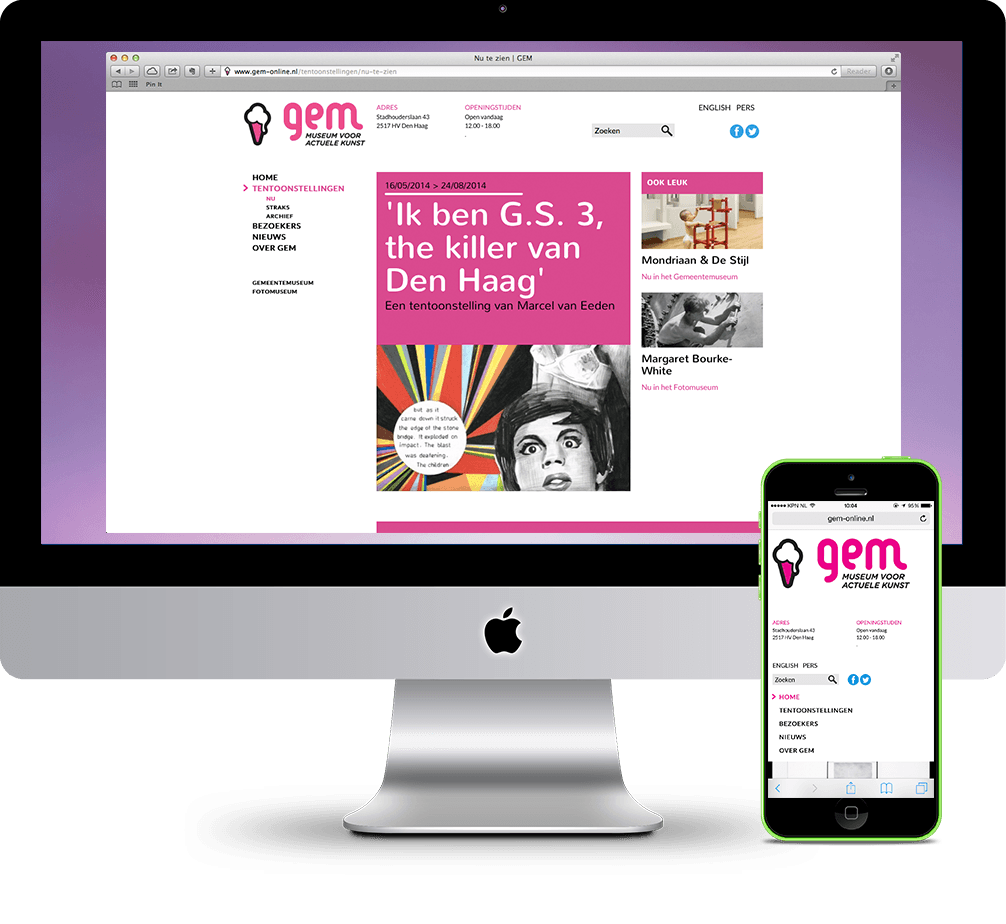 Nu te zien | GEM
www.gem-online.nl/tentoonstellingen/nu-te-zien
Reader
Pin It
gem
MUSEUM VOOR
ACTUELE KUNST
ADRES
Stadhouderslaan 43
2517 HV Den Haag
OPENINGSTIJDEN
Open vandaag
12.00 - 18.00
.
ENGLISH PERS
Zoeken
HOME
TENTOONSTELLINGEN
NU
STRAKS
ARCHIEF
BEZOEKERS
NIEUWS
OVER GEM
GEMEENTEMUSEUM
FOTOMUSEUM
16/05/2014 > 24/08/2014
'Ik ben G.S. 3,
the killer van
Den Haag'
Een tentoonstelling van Marcel van Eeden
but as it
came down it struck
the edge of the stone
bridge. It exploded on
impact. The blast
was deafening.
The children
OOK LEUK
Mondriaan & De Stijl
Nu in het Gemeentemuseum
Margaret Bourke-
White
Nu in het Fotomuseum
KPN NL 10:04 95%
gem-online.nl
gem
MUSEUM VOOR
ACTUELE KUNST
ADRES
Stadhouderslaan 43
2517 HV Den Haag
OPENINGSTIJDEN
Open vandaag
12.00 - 18.00
.
ENGLISH PERS
Zoeken
HOME
TENTOONSTELLINGEN
BEZOEKERS
NIEUWS
OVER GEM